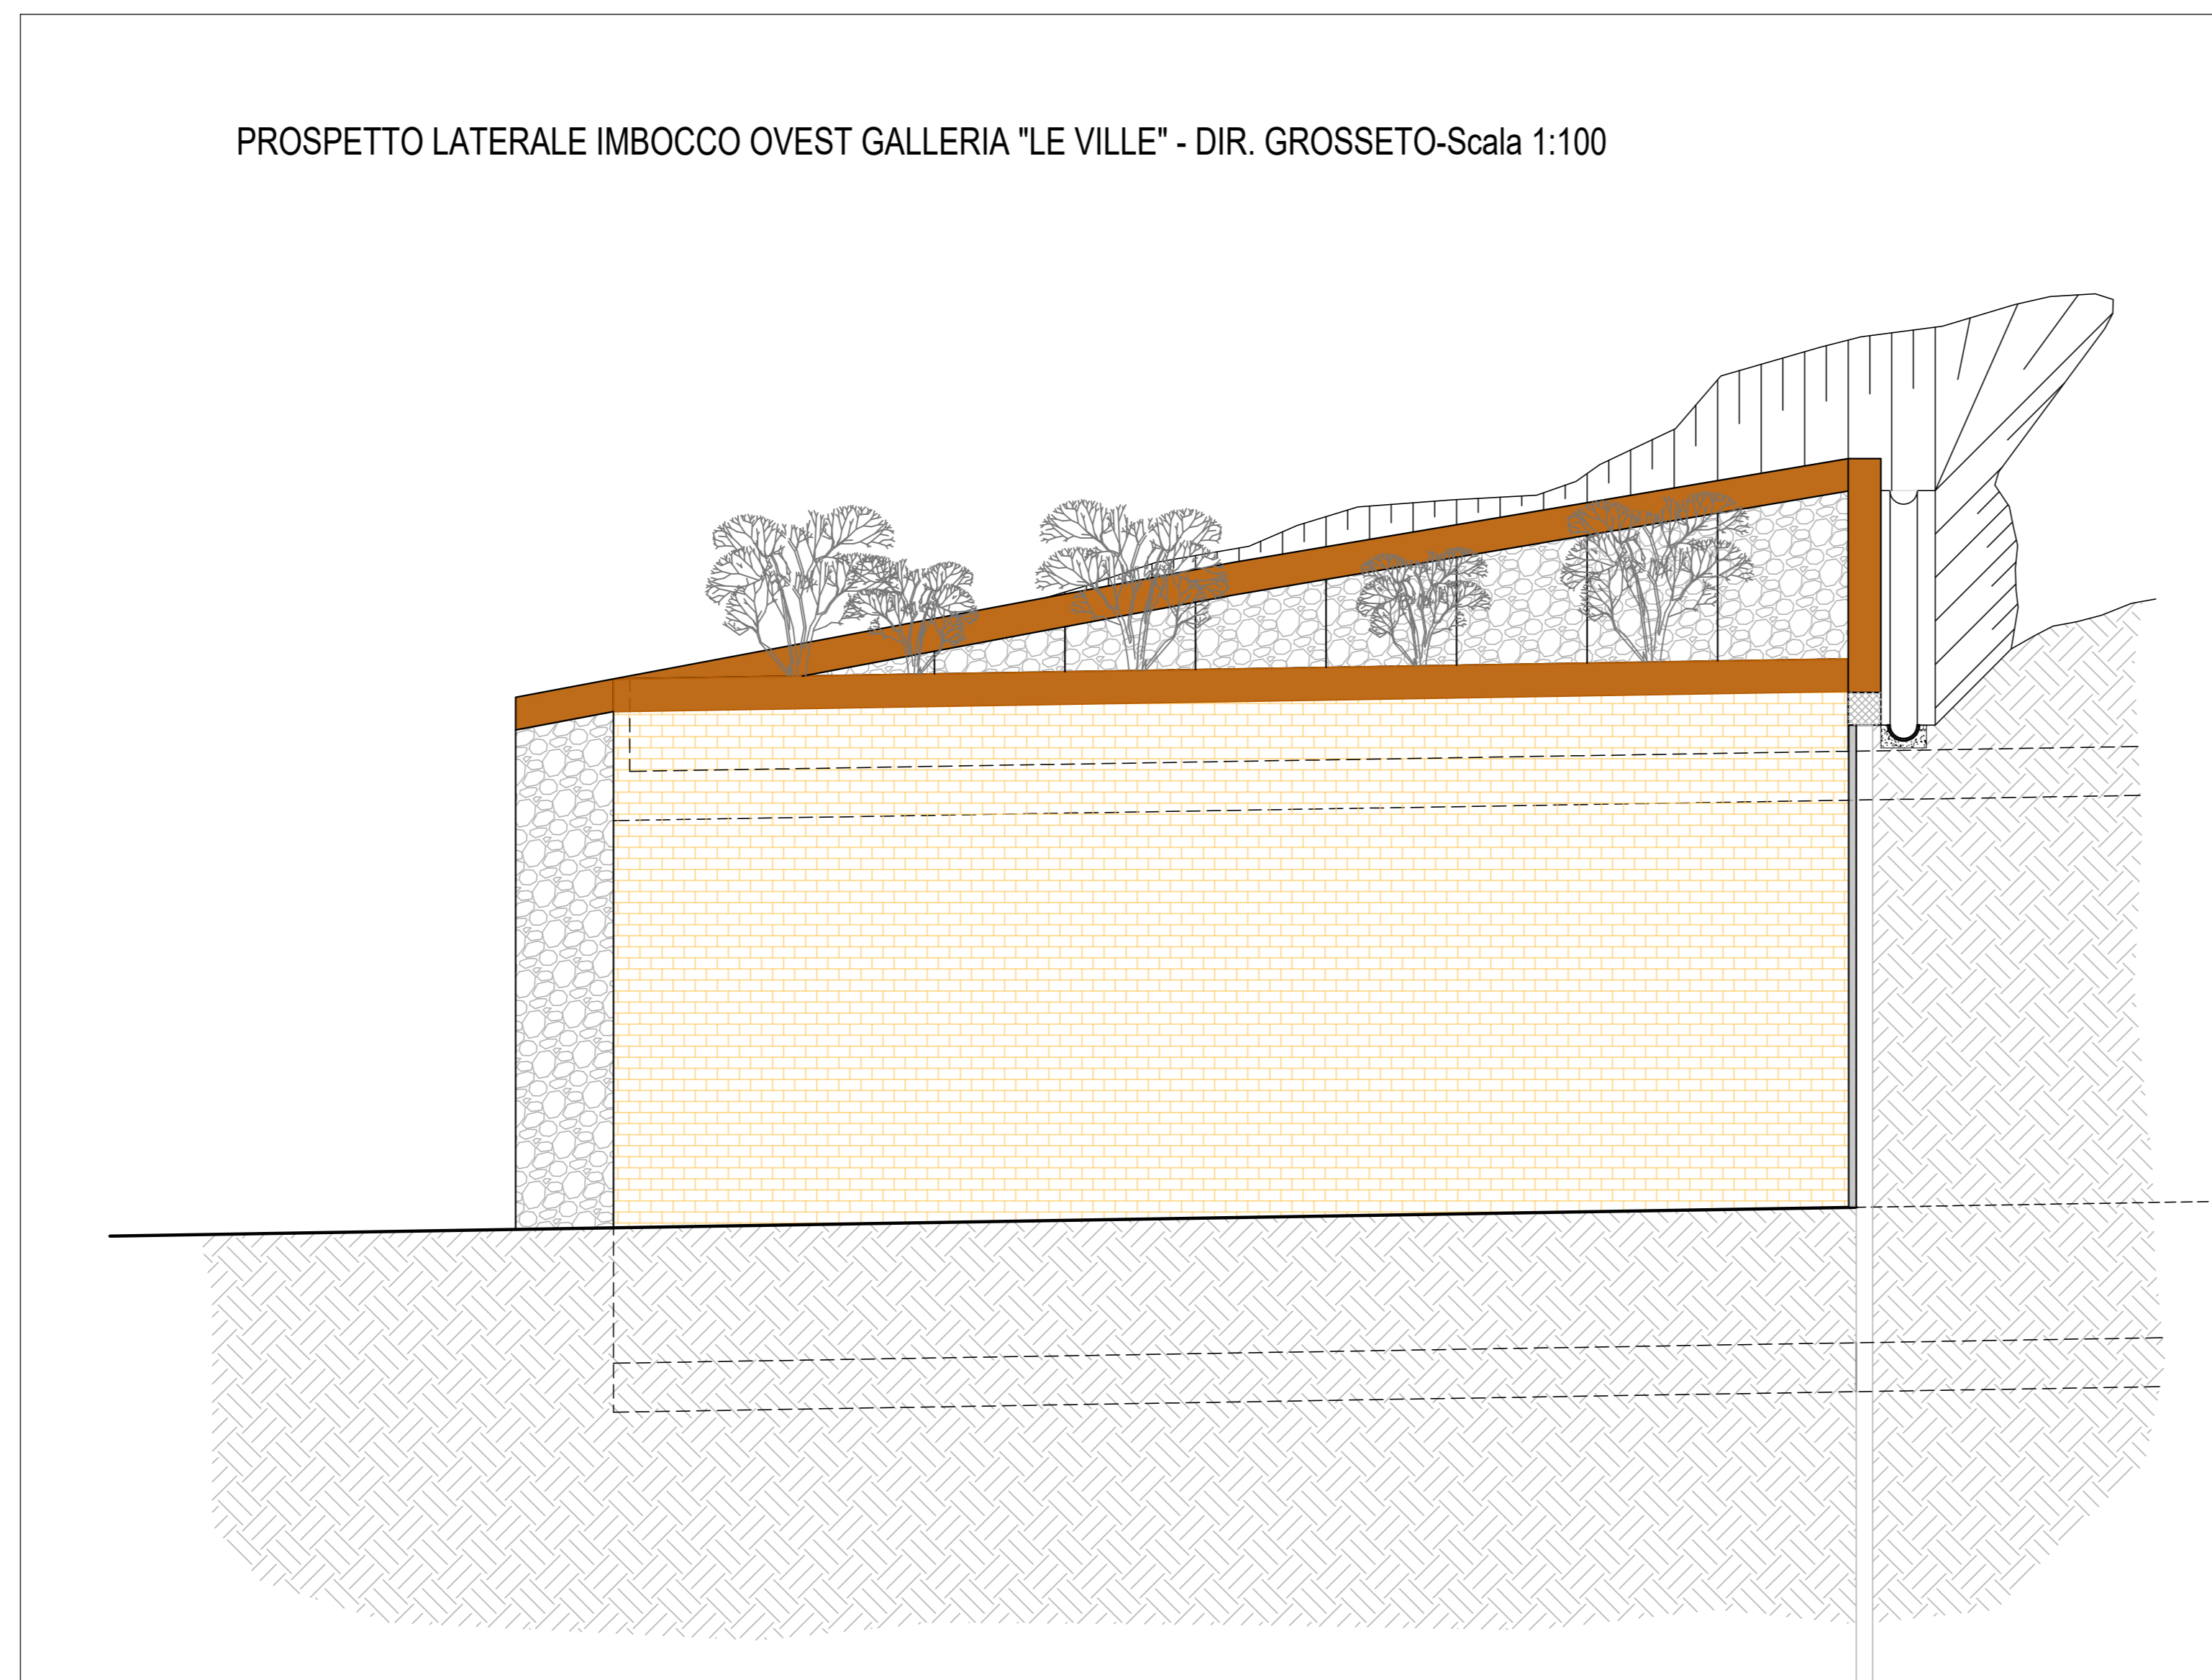 PROSPETTO LATERALE IMBOCCO OVEST GALLERIA "LE VILLE" - DIR. GROSSETO-Scala 1:100